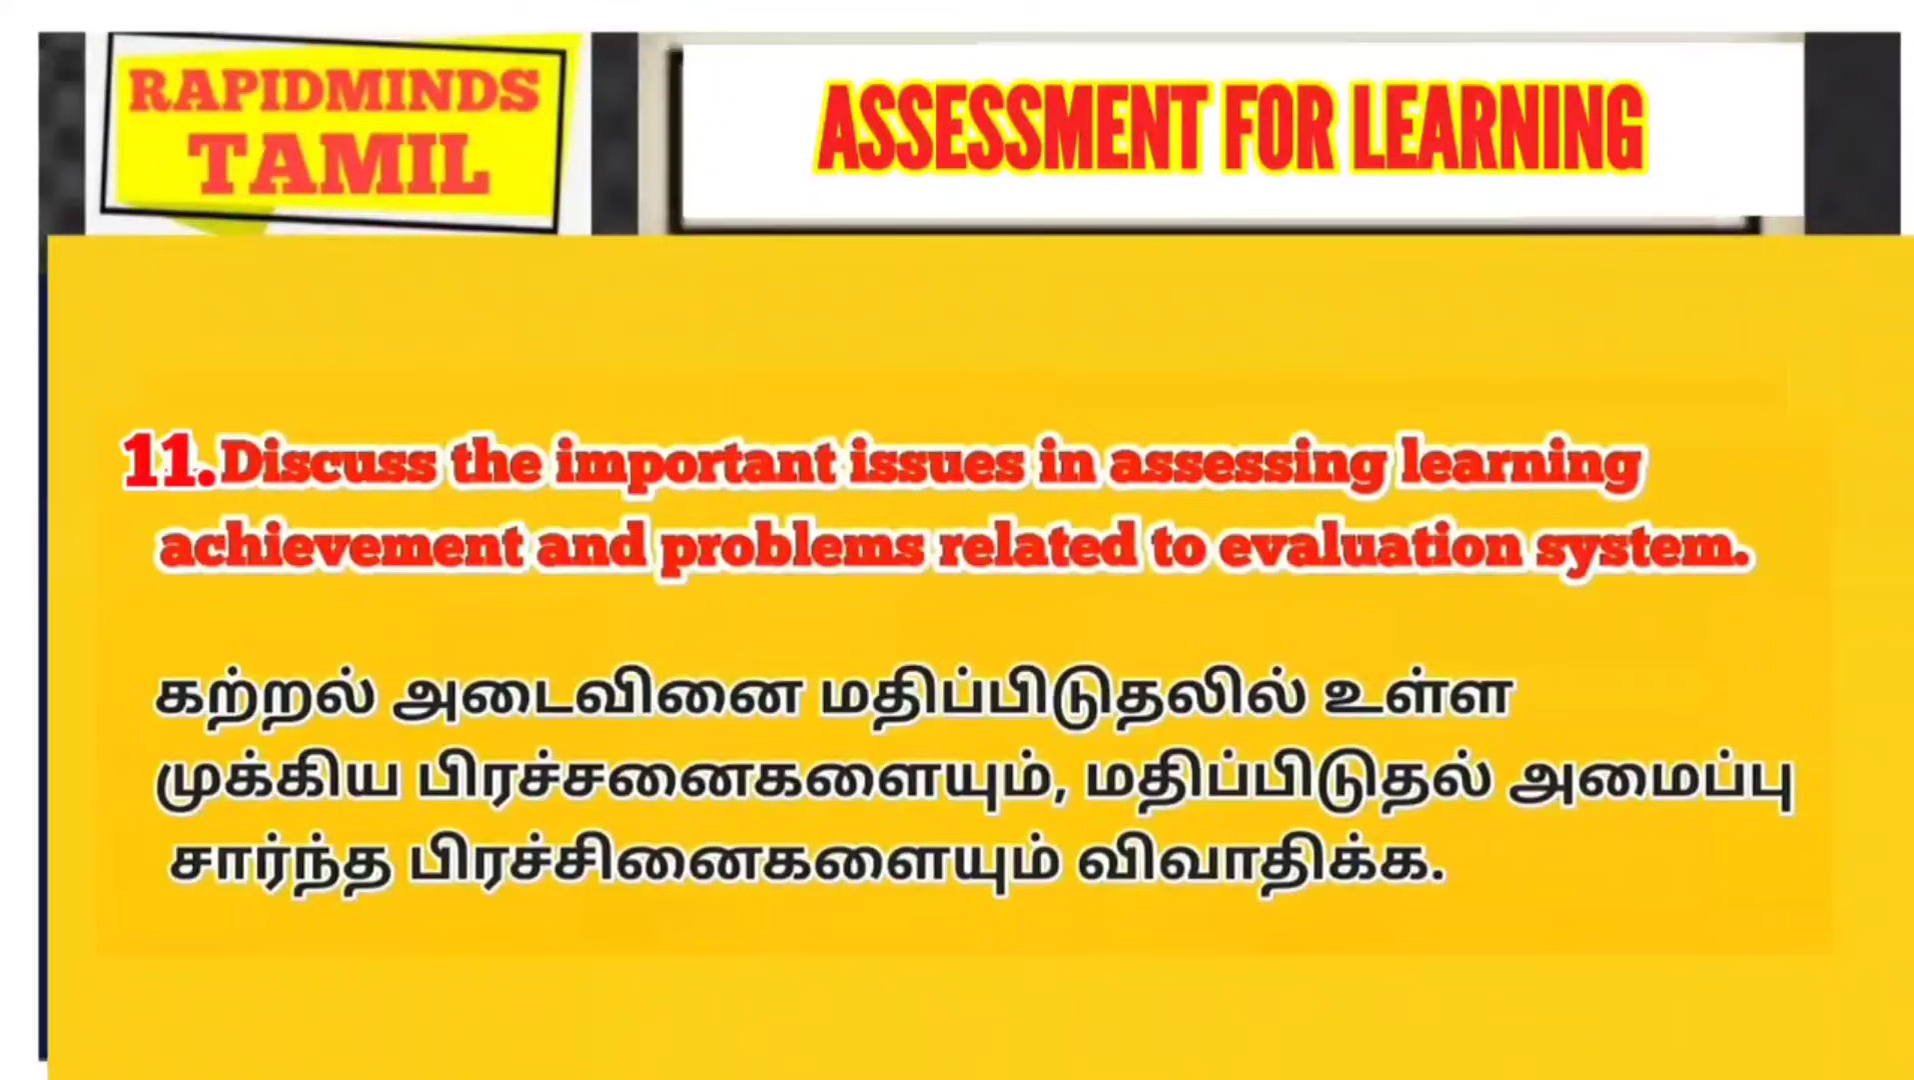 RAPIDMINDS
TAMIL
ASSESSMENT FOR LEARNING
11.Discuss the important issues in assessing learning
achievement and problems related to evaluation system.
கற்றல் அடைவினை மதிப்பிடுதலில் உள்ள
முக்கிய பிரச்சனைகளையும், மதிப்பிடுதல் அமைப்பு
சார்ந்த பிரச்சினைகளையும் விவாதிக்க.